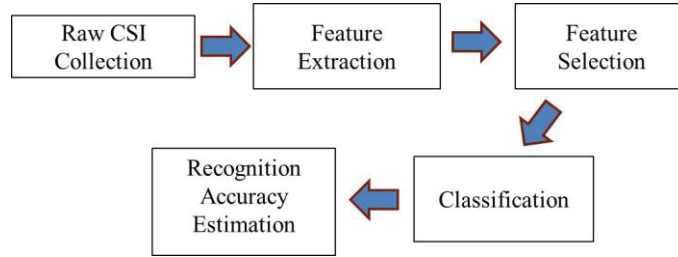 Raw CSI
Collection
Feature
Extraction
Feature
Selection
Classification
Recognition
Accuracy
Estimation